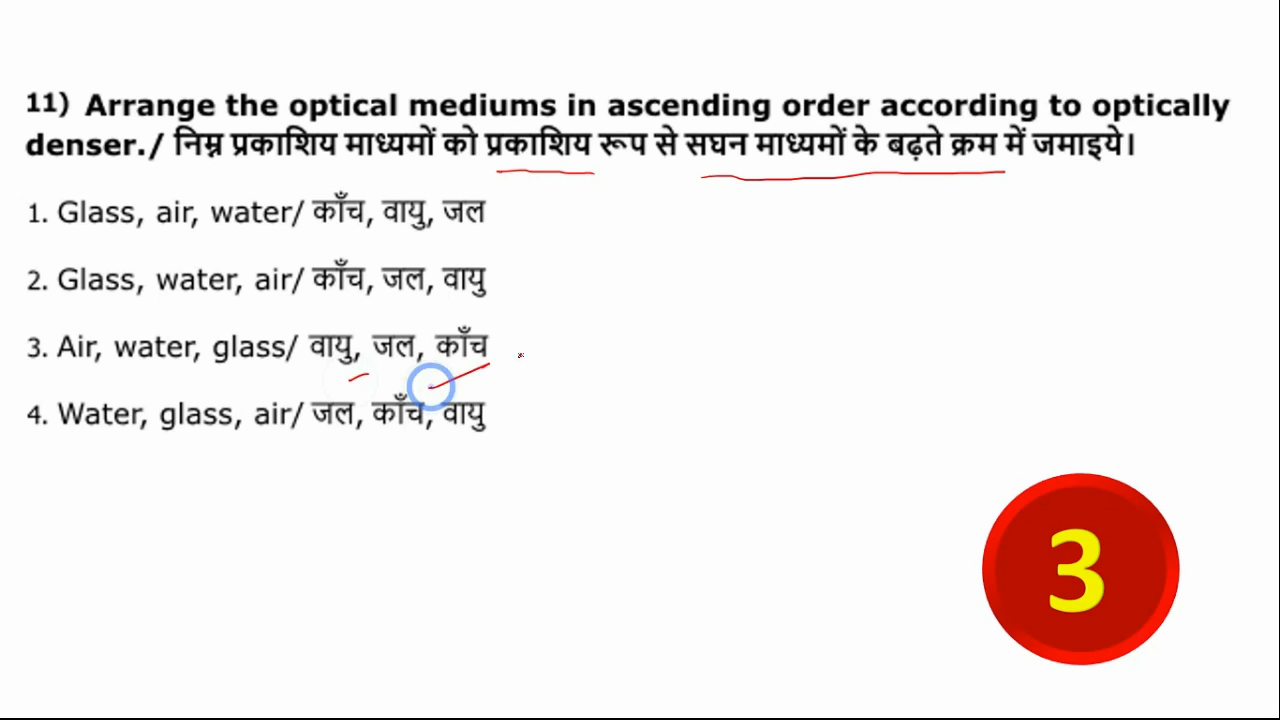 11) Arrange the optical mediums in ascending order according to optically
denser./ निम्न प्रकाशिय माध्यमों को प्रकाशिय रूप से सघन माध्यमों के बढ़ते क्रम में जमाइये।
1. Glass, air, water/ काँच, वायु, जल
2. Glass, water, air/ काँच, जल, वायु
3. Air, water, glass/ वायु, जल, काँच
4. Water, glass, air/ जल, काँच, वायु
3